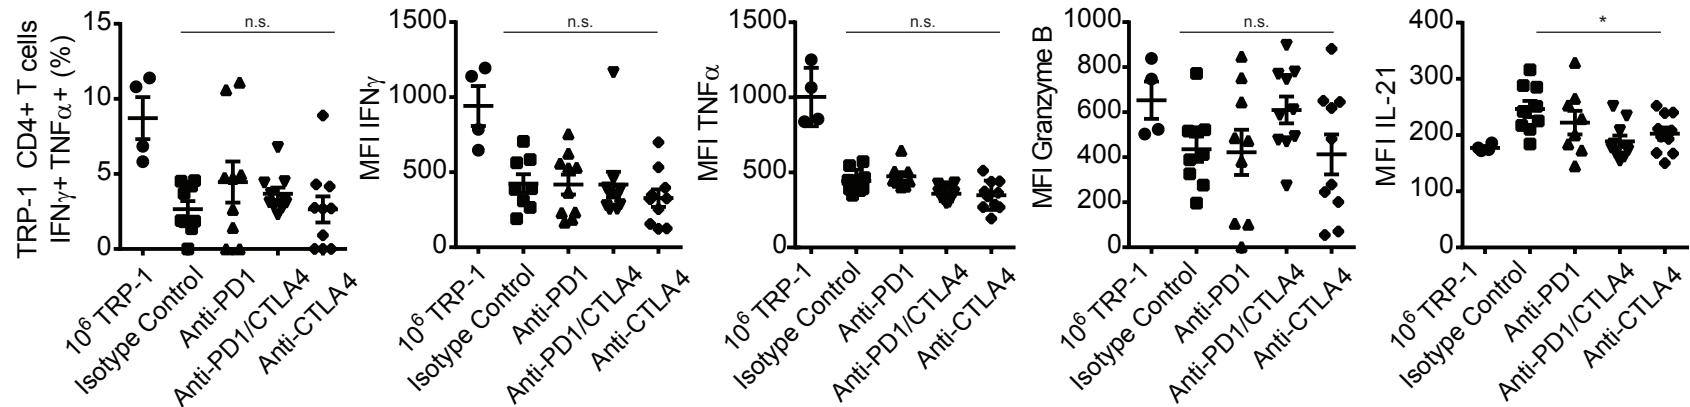 TRP-1 CD4+ T cells
IFNγ+ TNFα+ (%)
15
10
5
0
n.s.
10⁶ TRP-1
Isotype Control
Anti-PD1
Anti-PD1/CTLA4
Anti-CTLA4
MFI IFNγ
1500
1000
500
0
n.s.
10⁶ TRP-1
Isotype Control
Anti-PD1
Anti-PD1/CTLA4
Anti-CTLA4
MFI TNFα
1500
1000
500
0
n.s.
10⁶ TRP-1
Isotype Control
Anti-PD1
Anti-PD1/CTLA4
Anti-CTLA4
MFI Granzyme B
1000
800
600
400
200
0
n.s.
10⁶ TRP-1
Isotype Control
Anti-PD1
Anti-PD1/CTLA4
Anti-CTLA4
MFI IL-21
400
300
200
100
0
*
10⁶ TRP-1
Isotype Control
Anti-PD1
Anti-PD1/CTLA4
Anti-CTLA4